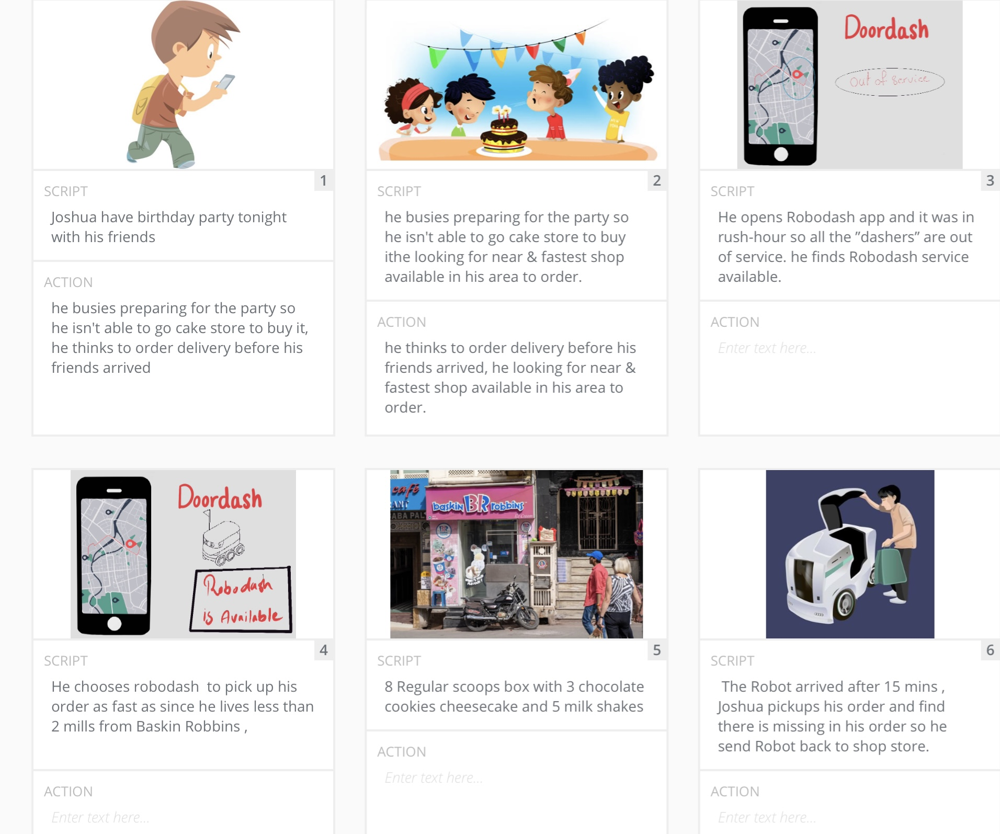 Doordash
out of service
1
SCRIPT
Joshua have birthday party tonight
with his friends
ACTION
he busies preparing for the party so
he isn't able to go cake store to buy it,
he thinks to order delivery before his
friends arrived
2
SCRIPT
he busies preparing for the party so
he isn't able to go cake store to buy
ithe looking for near & fastest shop
available in his area to order.
ACTION
he thinks to order delivery before his
friends arrived, he looking for near &
fastest shop available in his area to
order.
3
SCRIPT
He opens Robodash app and it was in
rush-hour so all the ”dashers” are out
of service. he finds Robodash service
available.
ACTION
Enter text here...
Doordash
Robodash
is Available
4
SCRIPT
He chooses robodash  to pick up his
order as fast as since he lives less than
2 mills from Baskin Robbins ,
ACTION
Enter text here...
café
RANT
BABA PAL
baskin BR robbins
Ice Cream
BR
BR
5
SCRIPT
8 Regular scoops box with 3 chocolate
cookies cheesecake and 5 milk shakes
ACTION
Enter text here...
6
SCRIPT
The Robot arrived after 15 mins ,
Joshua pickups his order and find
there is missing in his order so he
send Robot back to shop store.
ACTION
Enter text here...